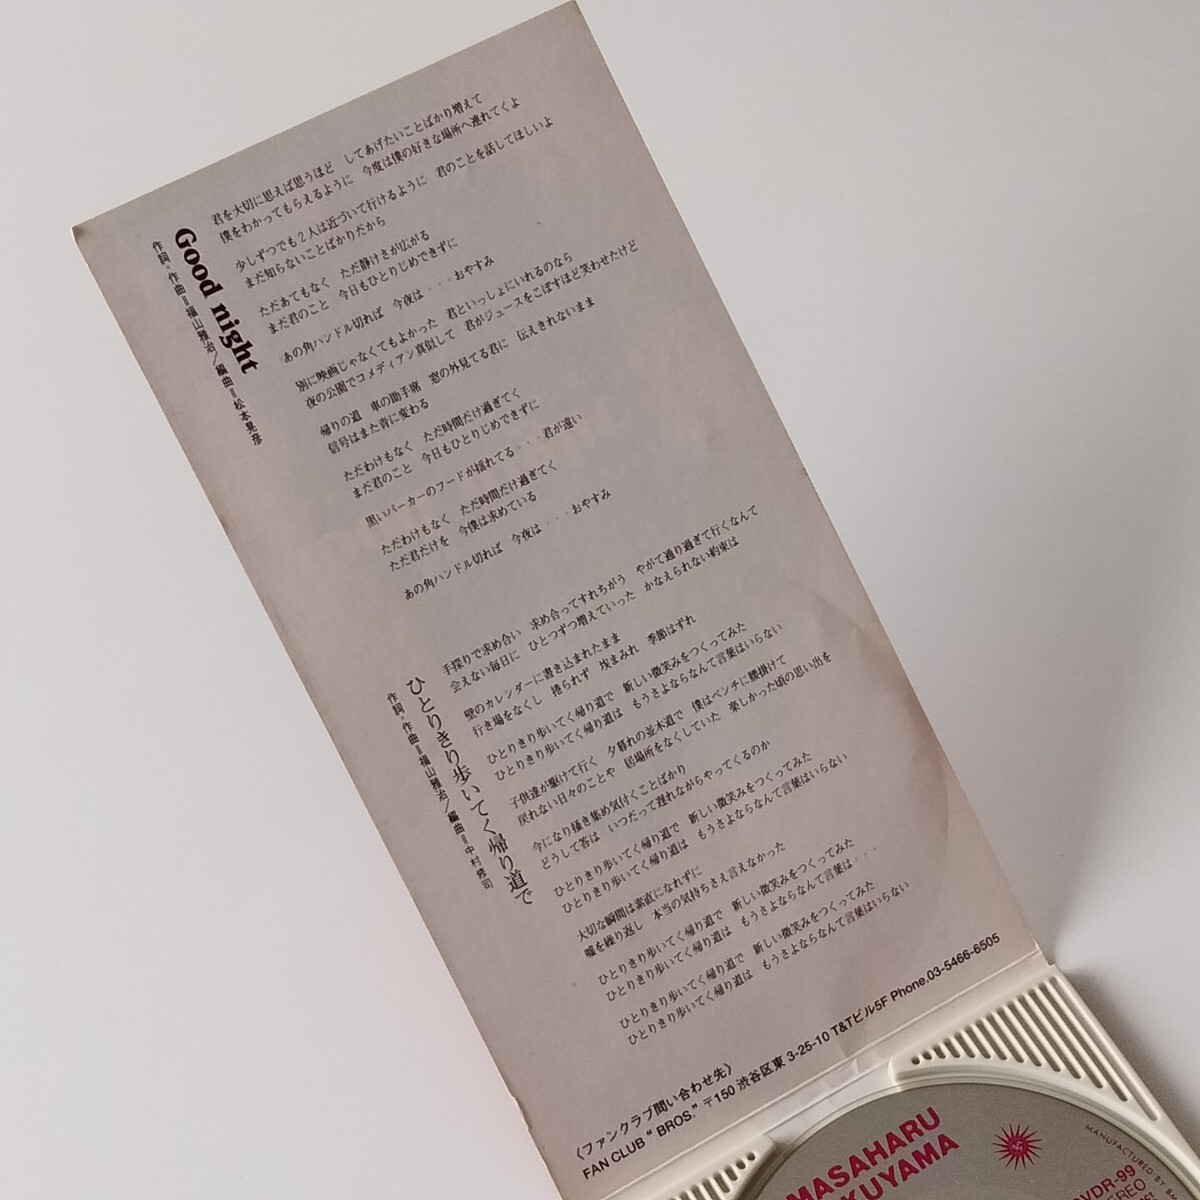 Good night
作詞・作曲＝福山雅治／編曲＝松本晃彦
君を大切に思えば思うほど　してあげたいことばかり増えて
僕をわかってもらえるように　今度は僕の好きな場所へ連れてくよ
少しずつでも2人は近づいて行けるように　君のことを話してほしいよ
まだ知らないことばかりだから
ただあてもなく　ただ静けさが広がる
まだ君のこと　今日もひとりじめできずに
あの角ハンドル切れば　今夜は・・・おやすみ
別に映画じゃなくてもよかった　君といっしょにいれるのなら
夜の公園でコメディアン真似して　君がジュースをこぼすほど笑わせたけど
帰りの道　車の助手席　窓の外見てる君に　伝えきれないまま
信号はまた青に変わる
ただわけもなく　ただ時間だけ過ぎてく
まだ君のこと　今日もひとりじめできずに
黒いパーカーのフードが揺れてる・・・君が遠い
ただわけもなく　ただ時間だけ過ぎてく
ただ君だけを　今僕は求めている
あの角ハンドル切れば　今夜は・・・おやすみ
ひとりきり歩いてく帰り道で
作詞・作曲＝福山雅治／編曲＝中村修司
手探りで求め合い　求め合ってすれちがう　やがて通り過ぎて行くなんて
会えない毎日に　ひとつずつ増えていった　かなえられない約束は
壁のカレンダーに書き込まれたまま
行き場をなくし　捲られず　埃まみれ　季節はずれ
ひとりきり歩いてく帰り道で　新しい微笑みをつくってみた
ひとりきり歩いてく帰り道は　もうさよならなんて言葉はいらない
子供達が駆けて行く　夕暮れの並木道で　僕はベンチに腰掛けて
戻れない日々のことや　居場所をなくしていた　楽しかった頃の思い出を
今になり掻き集め気付くことばかり
どうして答は　いつだって遅れながらやってくるのか
ひとりきり歩いてく帰り道で　新しい微笑みをつくってみた
ひとりきり歩いてく帰り道は　もうさよならなんて言葉はいらない
大切な瞬間は素直になれずに
嘘を繰り返し　本当の気持ちさえ言えなかった
ひとりきり歩いてく帰り道で　新しい微笑みをつくってみた
ひとりきり歩いてく帰り道は　もうさよならなんて言葉は・・・
ひとりきり歩いてく帰り道で　新しい微笑みをつくってみた
ひとりきり歩いてく帰り道は　もうさよならなんて言葉はいらない
〈ファンクラブ問い合わせ先〉
FAN CLUB “ BROS.” 〒150 渋谷区東 3-25-10 T&Tビル5F Phone.03-5466-6505
MASAHARU
KUYAMA
MANUFACTURED BY BM
VDR-99